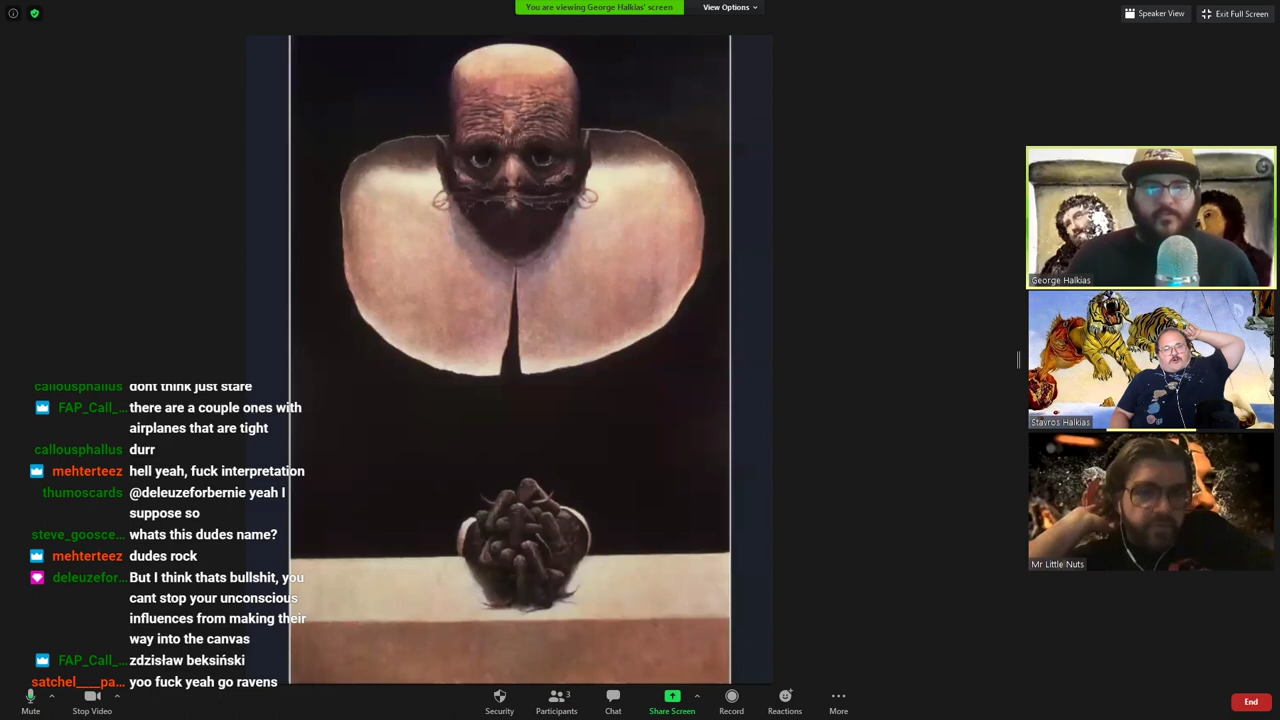 You are viewing George Halkias' screen
View Options
Speaker View
Exit Full Screen
George Halkias
Stavros Halkias
Mr Little Nuts
callousphallus dont think just stare
FAP_Call_... there are a couple ones with
airplanes that are tight
callousphallus durr
mehterteez hell yeah, fuck interpretation
thumoscards @deleuzeforbernie yeah I
suppose so
steve_goosce... whats this dudes name?
mehterteez dudes rock
deleuzefor... But I think thats bullshit, you
cant stop your unconscious
influences from making their
way into the canvas
FAP_Call_... zdzisław beksiński
satchel____pa... yoo fuck yeah go ravens
Mute
Stop Video
Security
Participants
3
Chat
Share Screen
Record
Reactions
More
End